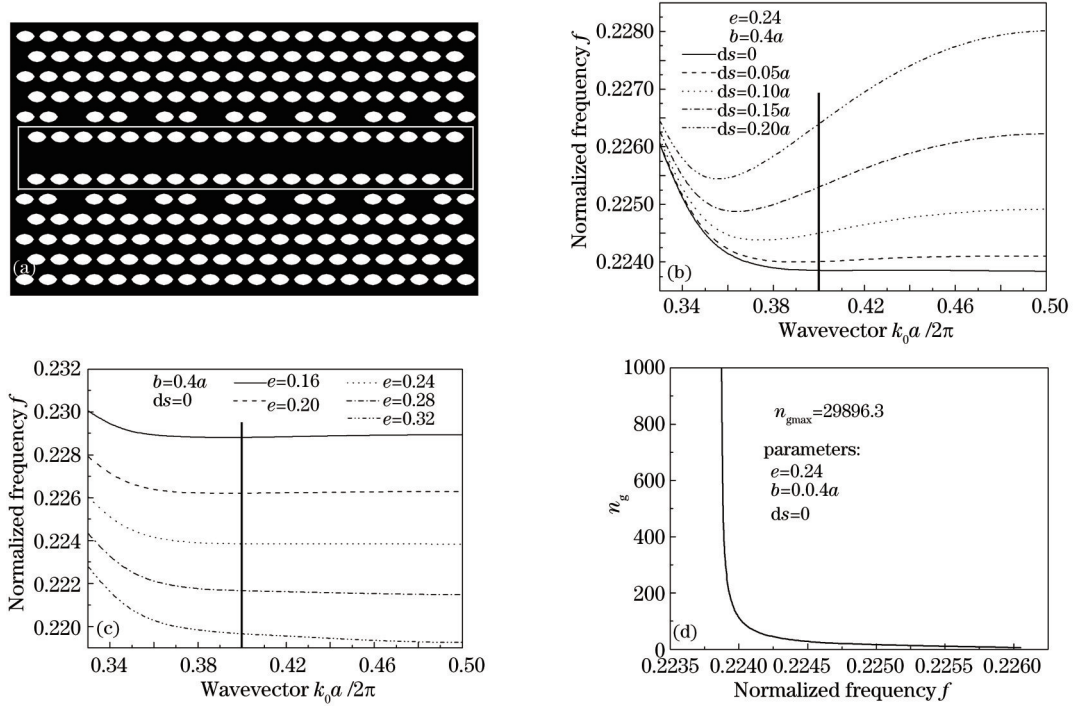 (a)
Normalized frequency f
0.2280
0.2270
0.2260
0.2250
0.2240
e=0.24
b=0.4a
ds=0
ds=0.05a
ds=0.10a
ds=0.15a
ds=0.20a
(b)
0.34 0.38 0.42 0.46 0.50
Wavevector k₀a/2π
Normalized frequency f
0.232
0.230
0.228
0.226
0.224
0.222
0.220
b=0.4a
ds=0
e=0.16
e=0.20
e=0.24
e=0.28
e=0.32
(c)
0.34 0.38 0.42 0.46 0.50
Wavevector k₀a/2π
n_g
1000
800
600
400
200
0
n_gmax=29896.3
parameters:
e=0.24
b=0.0.4a
ds=0
(d)
0.2235 0.2240 0.2245 0.2250 0.2255 0.2260
Normalized frequency f